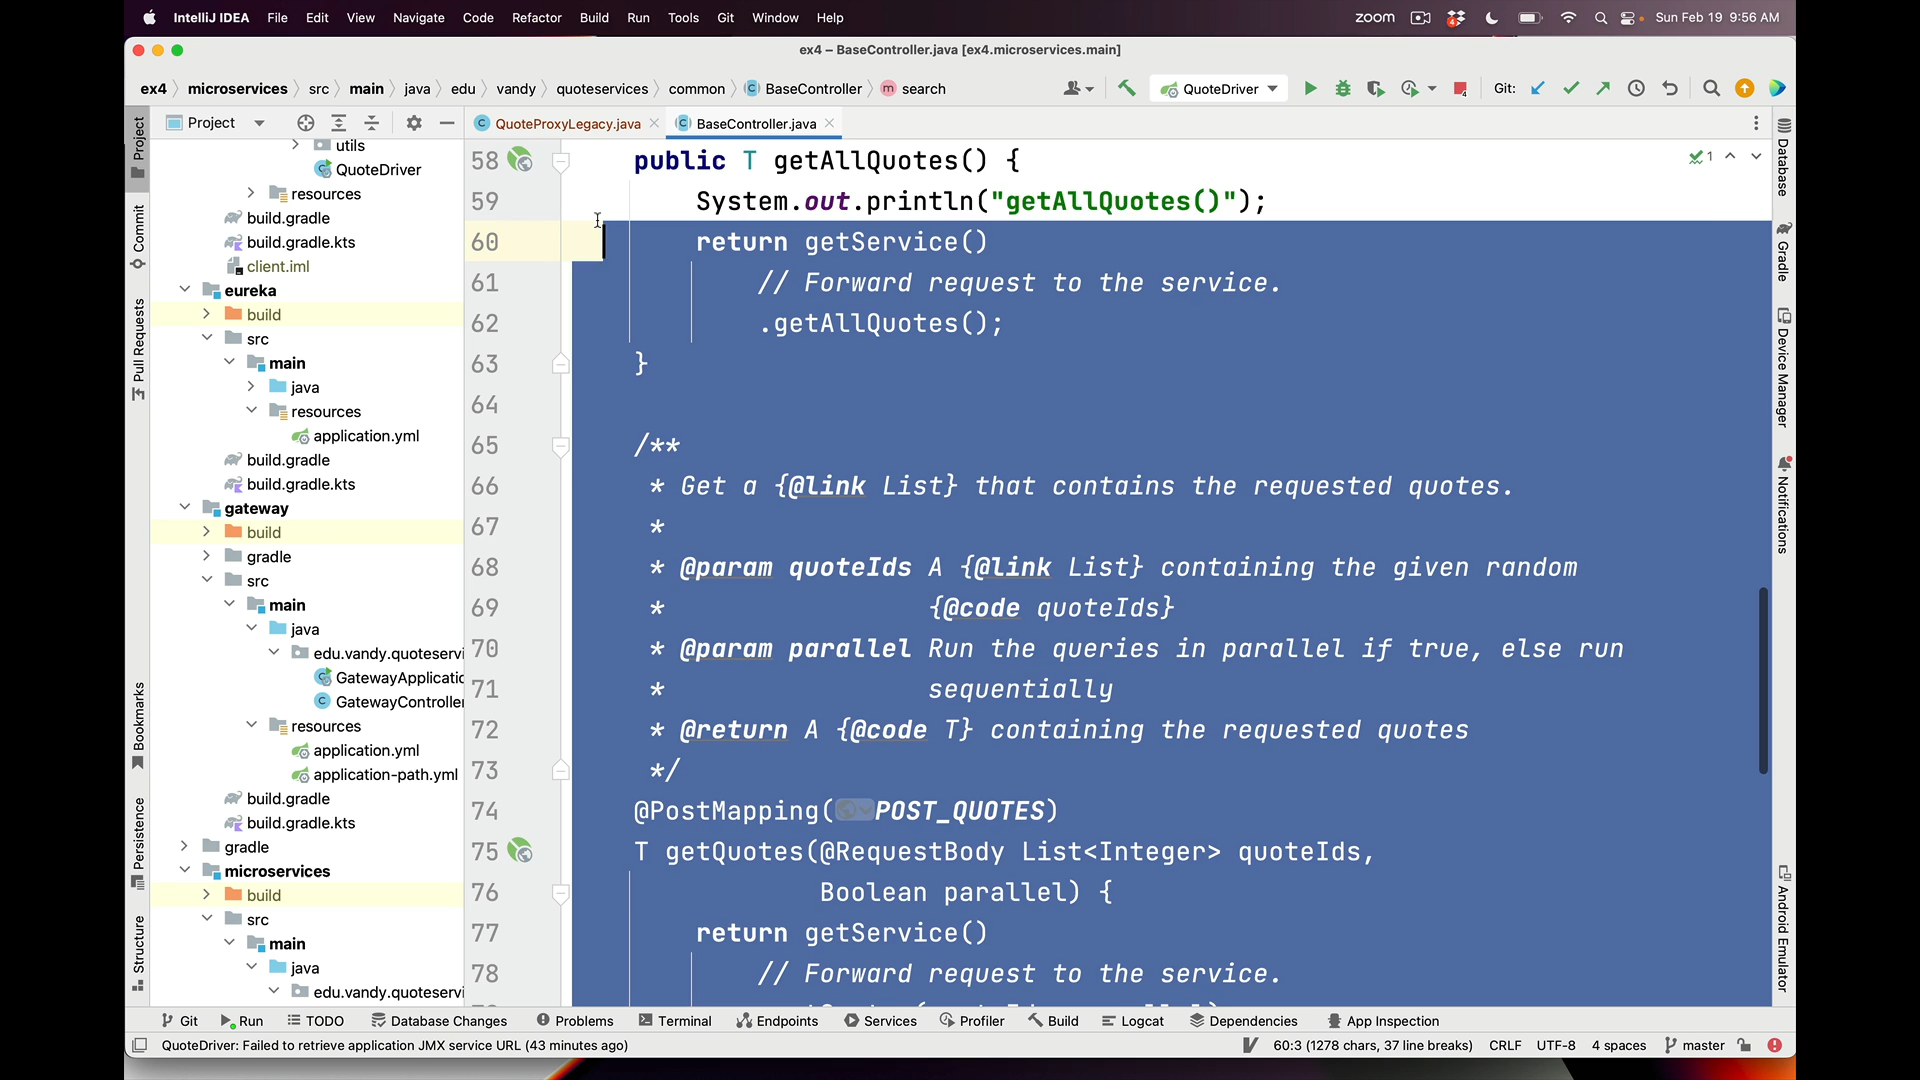 IntelliJ IDEA File Edit View Navigate Code Refactor Build Run Tools Git Window Help zoom 4 Sun Feb 19 9:56 AM
ex4 – BaseController.java [ex4.microservices.main]
ex4 microservices src main java edu vandy quoteservices common BaseController search QuoteDriver Git:
Project
QuoteProxyLegacy.java BaseController.java
utils
QuoteDriver
resources
build.gradle
build.gradle.kts
client.iml
eureka
build
src
main
java
resources
application.yml
build.gradle
build.gradle.kts
gateway
build
gradle
src
main
java
edu.vandy.quoteservi
GatewayApplicatic
GatewayController
resources
application.yml
application-path.yml
build.gradle
build.gradle.kts
gradle
microservices
build
src
main
java
edu.vandy.quoteservi
Project
Commit
Pull Requests
Bookmarks
Persistence
Structure
1
58 public T getAllQuotes() {
59 System.out.println("getAllQuotes()");
60 return getService()
61 // Forward request to the service.
62 .getAllQuotes();
63 }
64
65 /**
66 * Get a {@link List} that contains the requested quotes.
67 *
68 * @param quoteIds A {@link List} containing the given random
69 * {@code quoteIds}
70 * @param parallel Run the queries in parallel if true, else run
71 * sequentially
72 * @return A {@code T} containing the requested quotes
73 */
74 @PostMapping(POST_QUOTES)
75 T getQuotes(@RequestBody List<Integer> quoteIds,
76 Boolean parallel) {
77 return getService()
78 // Forward request to the service.
Database
Gradle
Device Manager
Notifications
Android Emulator
Git Run TODO Database Changes Problems Terminal Endpoints Services Profiler Build Logcat Dependencies App Inspection
QuoteDriver: Failed to retrieve application JMX service URL (43 minutes ago) 60:3 (1278 chars, 37 line breaks) CRLF UTF-8 4 spaces master